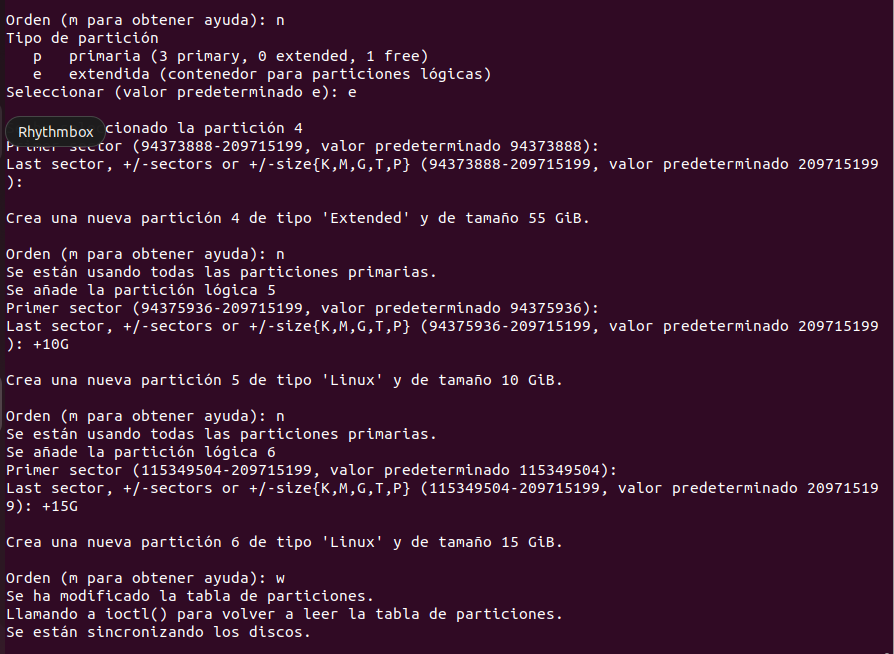 Orden (m para obtener ayuda): n
Tipo de partición
p   primaria (3 primary, 0 extended, 1 free)
e   extendida (contenedor para particiones lógicas)
Seleccionar (valor predeterminado e): e
Rhythmbox
cionado la partición 4
Primer sector (94373888-209715199, valor predeterminado 94373888):
Last sector, +/-sectors or +/-size{K,M,G,T,P} (94373888-209715199, valor predeterminado 209715199
):
Crea una nueva partición 4 de tipo 'Extended' y de tamaño 55 GiB.
Orden (m para obtener ayuda): n
Se están usando todas las particiones primarias.
Se añade la partición lógica 5
Primer sector (94375936-209715199, valor predeterminado 94375936):
Last sector, +/-sectors or +/-size{K,M,G,T,P} (94375936-209715199, valor predeterminado 209715199
): +10G
Crea una nueva partición 5 de tipo 'Linux' y de tamaño 10 GiB.
Orden (m para obtener ayuda): n
Se están usando todas las particiones primarias.
Se añade la partición lógica 6
Primer sector (115349504-209715199, valor predeterminado 115349504):
Last sector, +/-sectors or +/-size{K,M,G,T,P} (115349504-209715199, valor predeterminado 20971519
9): +15G
Crea una nueva partición 6 de tipo 'Linux' y de tamaño 15 GiB.
Orden (m para obtener ayuda): w
Se ha modificado la tabla de particiones.
Llamando a ioctl() para volver a leer la tabla de particiones.
Se están sincronizando los discos.